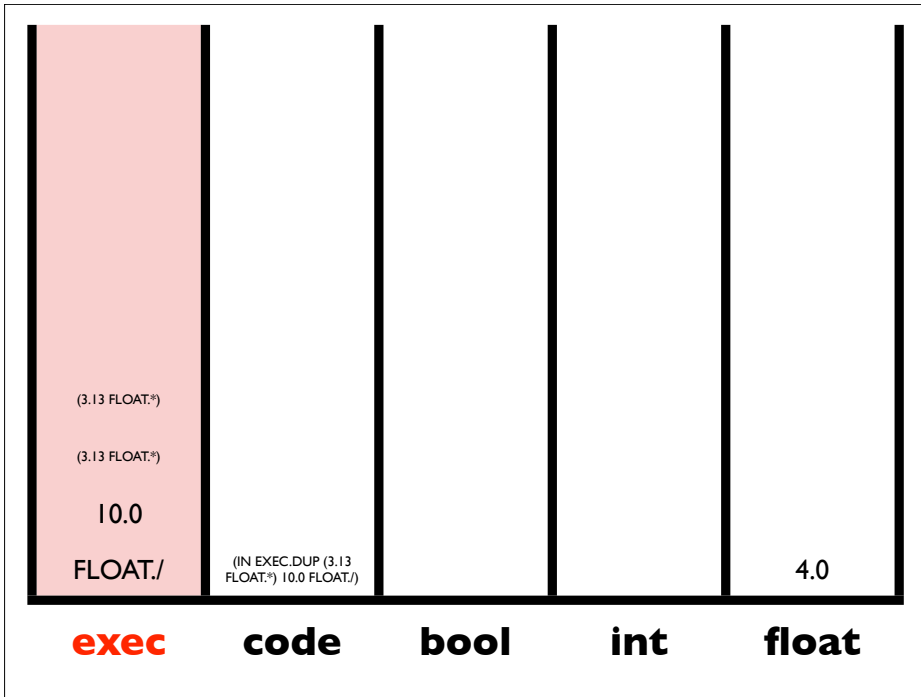 (3.13 FLOAT.*)
(3.13 FLOAT.*)
10.0
FLOAT./
(IN EXEC.DUP (3.13
FLOAT.*) 10.0 FLOAT./)
4.0
exec
code
bool
int
float